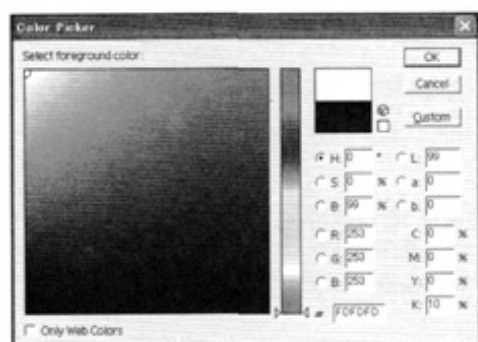 Color Picker
Select foreground color:
OK
Cancel
Custom
H: 0 ° L: 99
S: 0 % a: 0
B: 99 % b: 0
R: 253 C: 0 %
G: 253 M: 0 %
B: 253 Y: 0 %
# FDFDFD K: 10 %
Only Web Colors